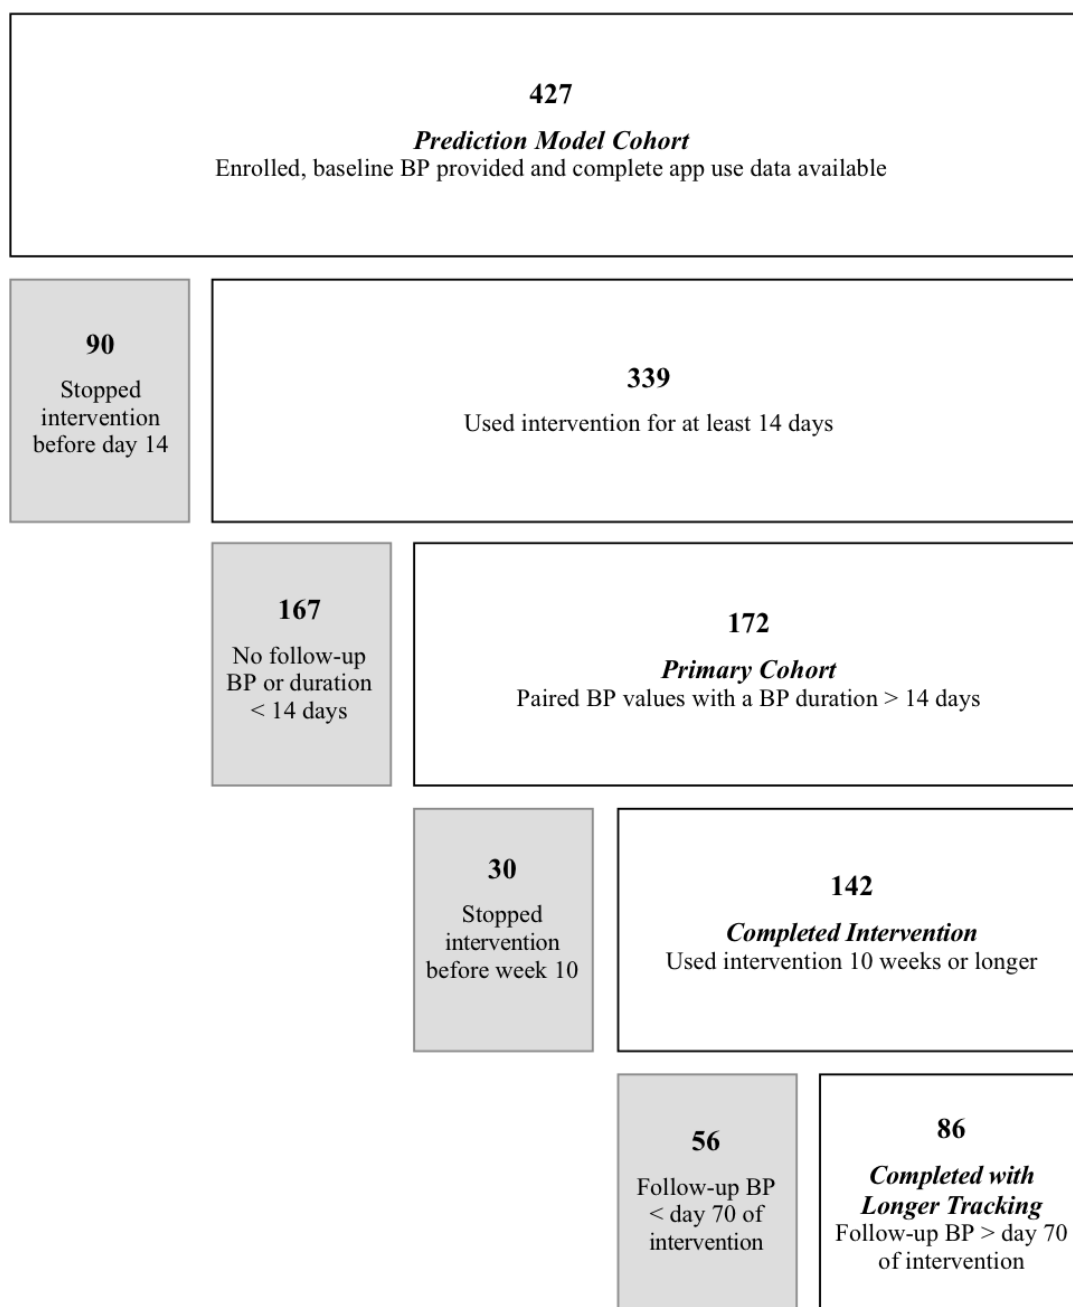 427
Prediction Model Cohort
Enrolled, baseline BP provided and complete app use data available
90
Stopped
intervention
before day 14
339
Used intervention for at least 14 days
167
No follow-up
BP or duration
< 14 days
172
Primary Cohort
Paired BP values with a BP duration > 14 days
30
Stopped
intervention
before week 10
142
Completed Intervention
Used intervention 10 weeks or longer
56
Follow-up BP
< day 70 of
intervention
86
Completed with
Longer Tracking
Follow-up BP > day 70
of intervention